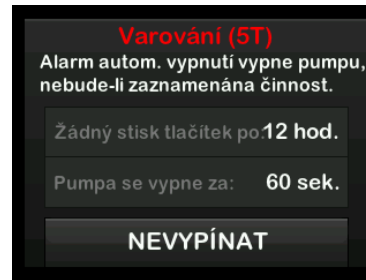 Varování (5T)
Alarm autom. vypnutí vypne pumpu,
nebude-li zaznamenána činnost.
Žádný stisk tlačítek po: 12 hod.
Pumpa se vypne za: 60 sek.
NEVYPÍNAT